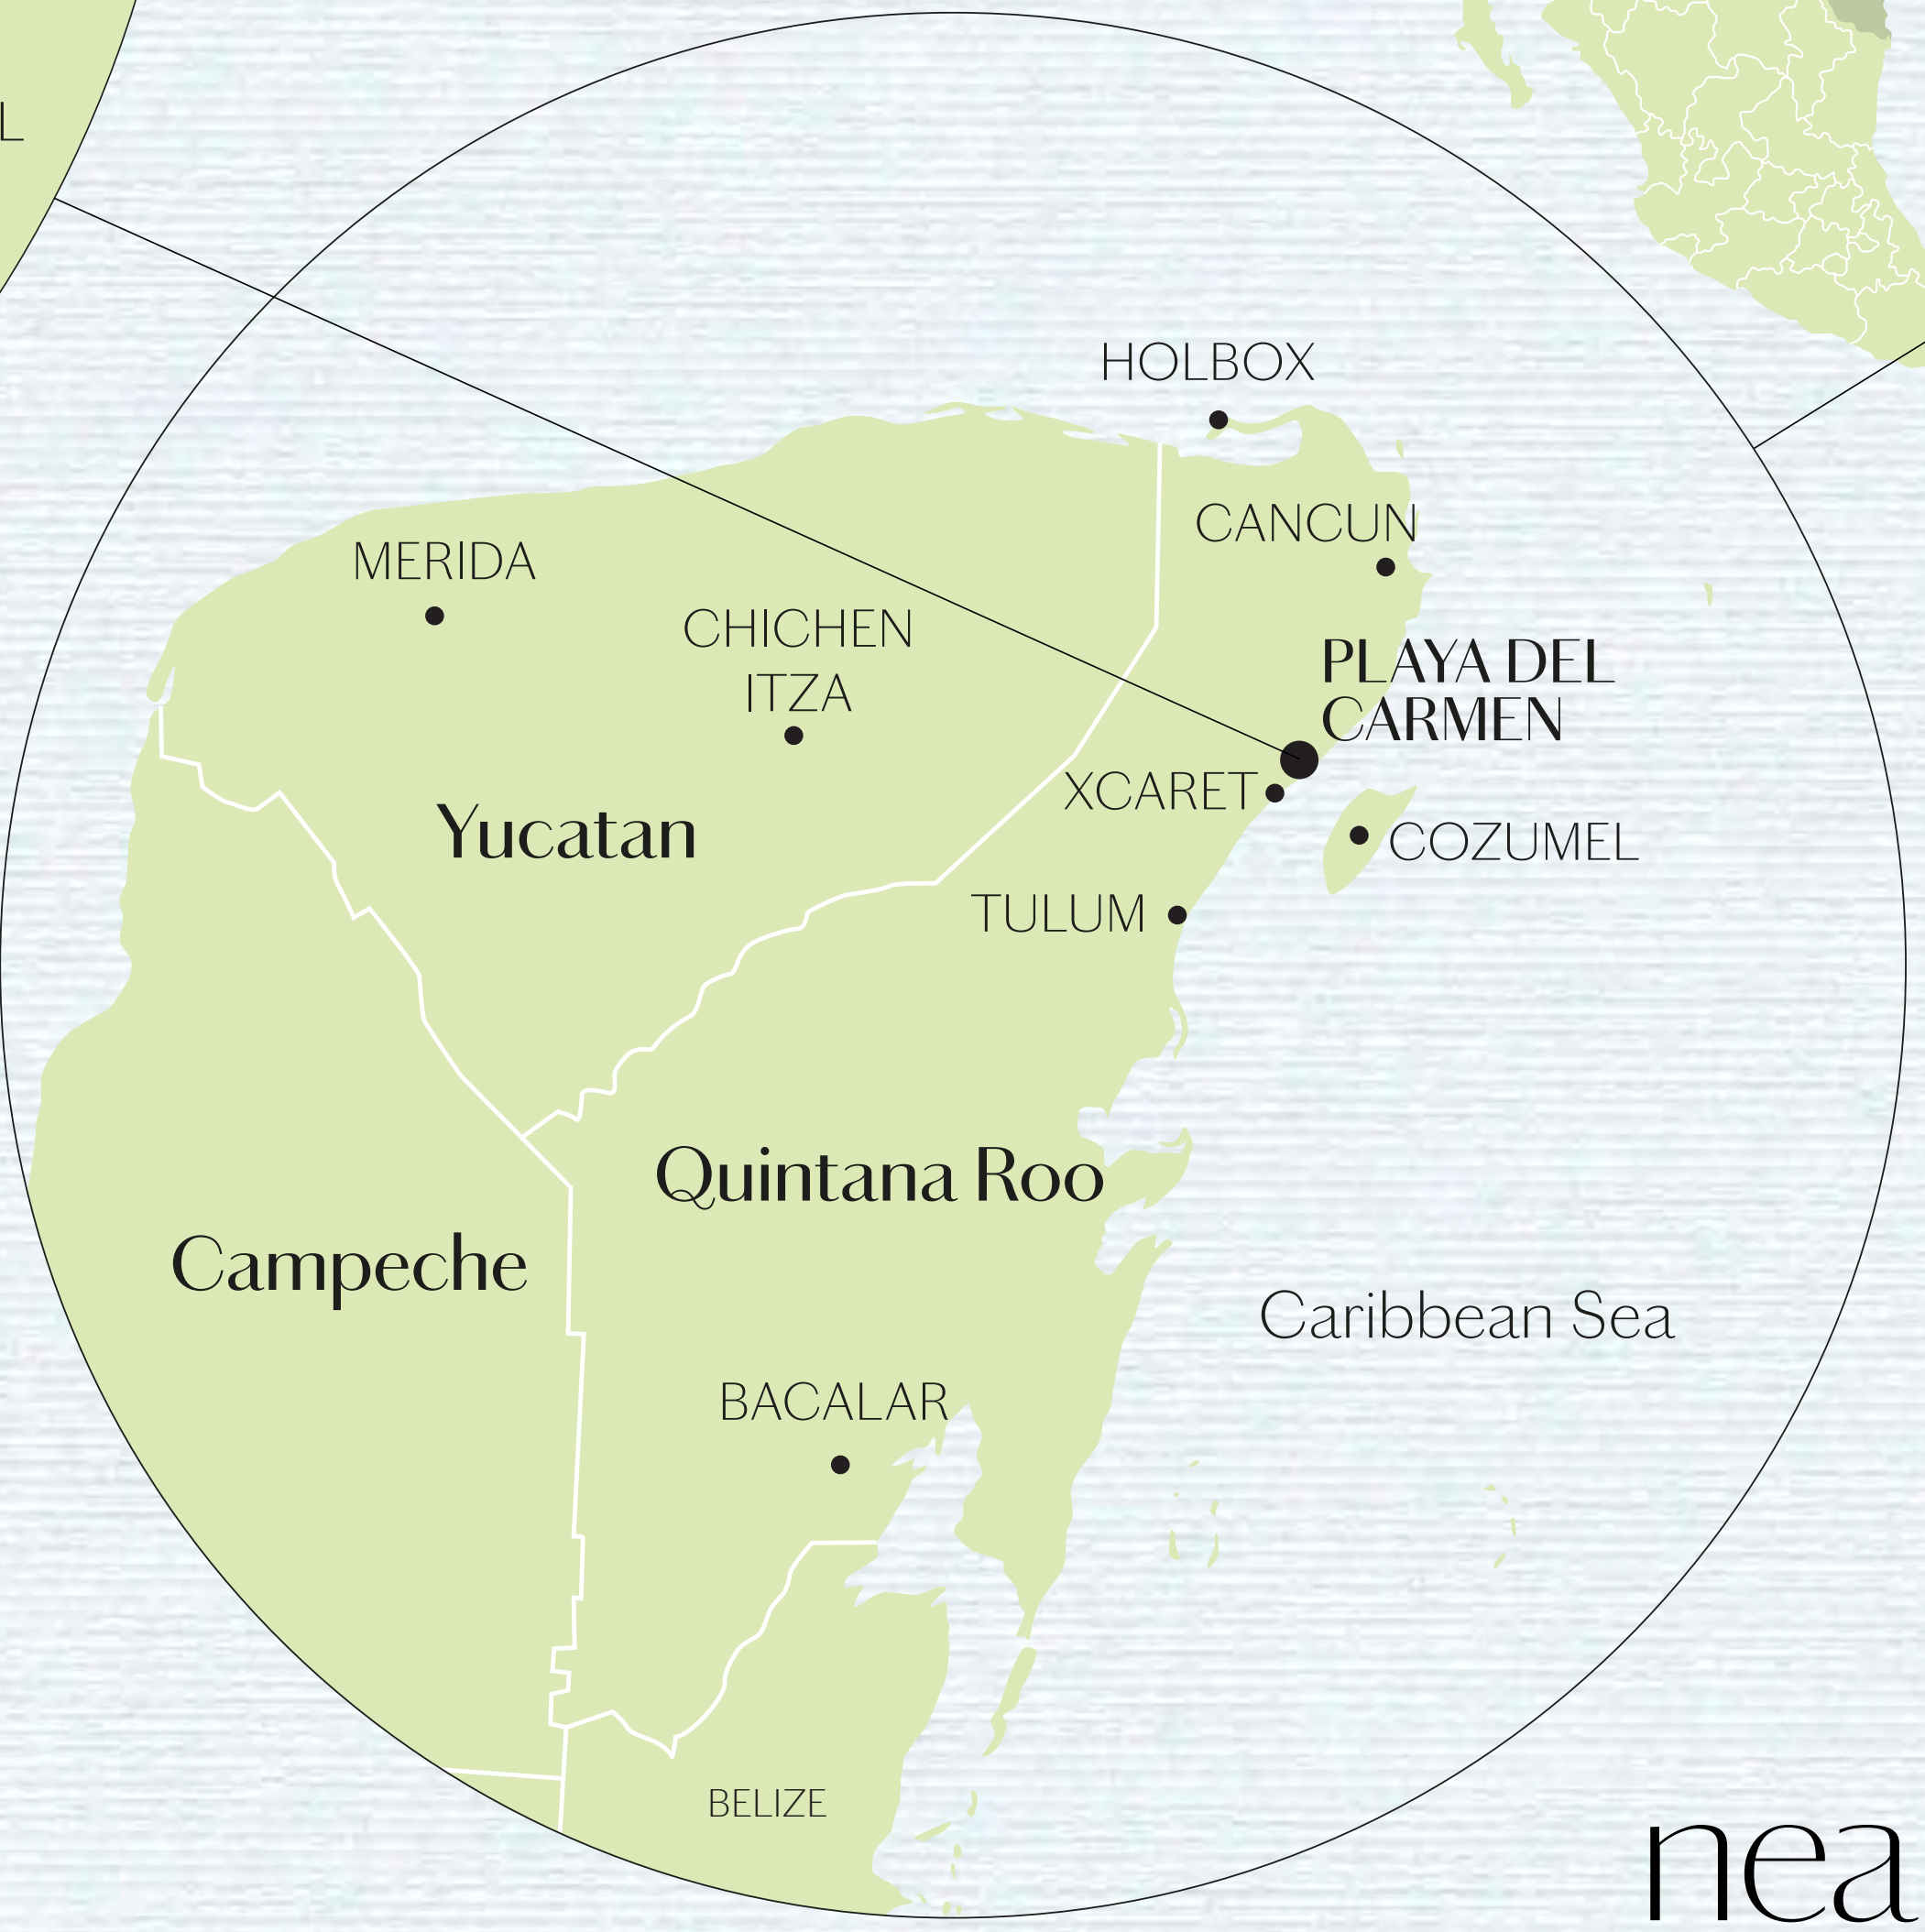 L
HOLBOX
CANCUN
MERIDA
CHICHEN
ITZA
PLAYA DEL
CARMEN
XCARET
Yucatan
COZUMEL
TULUM
Quintana Roo
Campeche
Caribbean Sea
BACALAR
BELIZE
nea